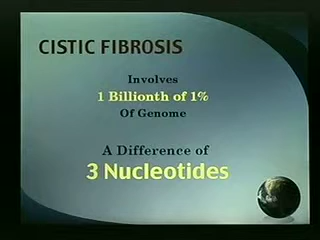 CISTIC FIBROSIS
Involves
1 Billionth of 1%
Of Genome
A Difference of
3 Nucleotides